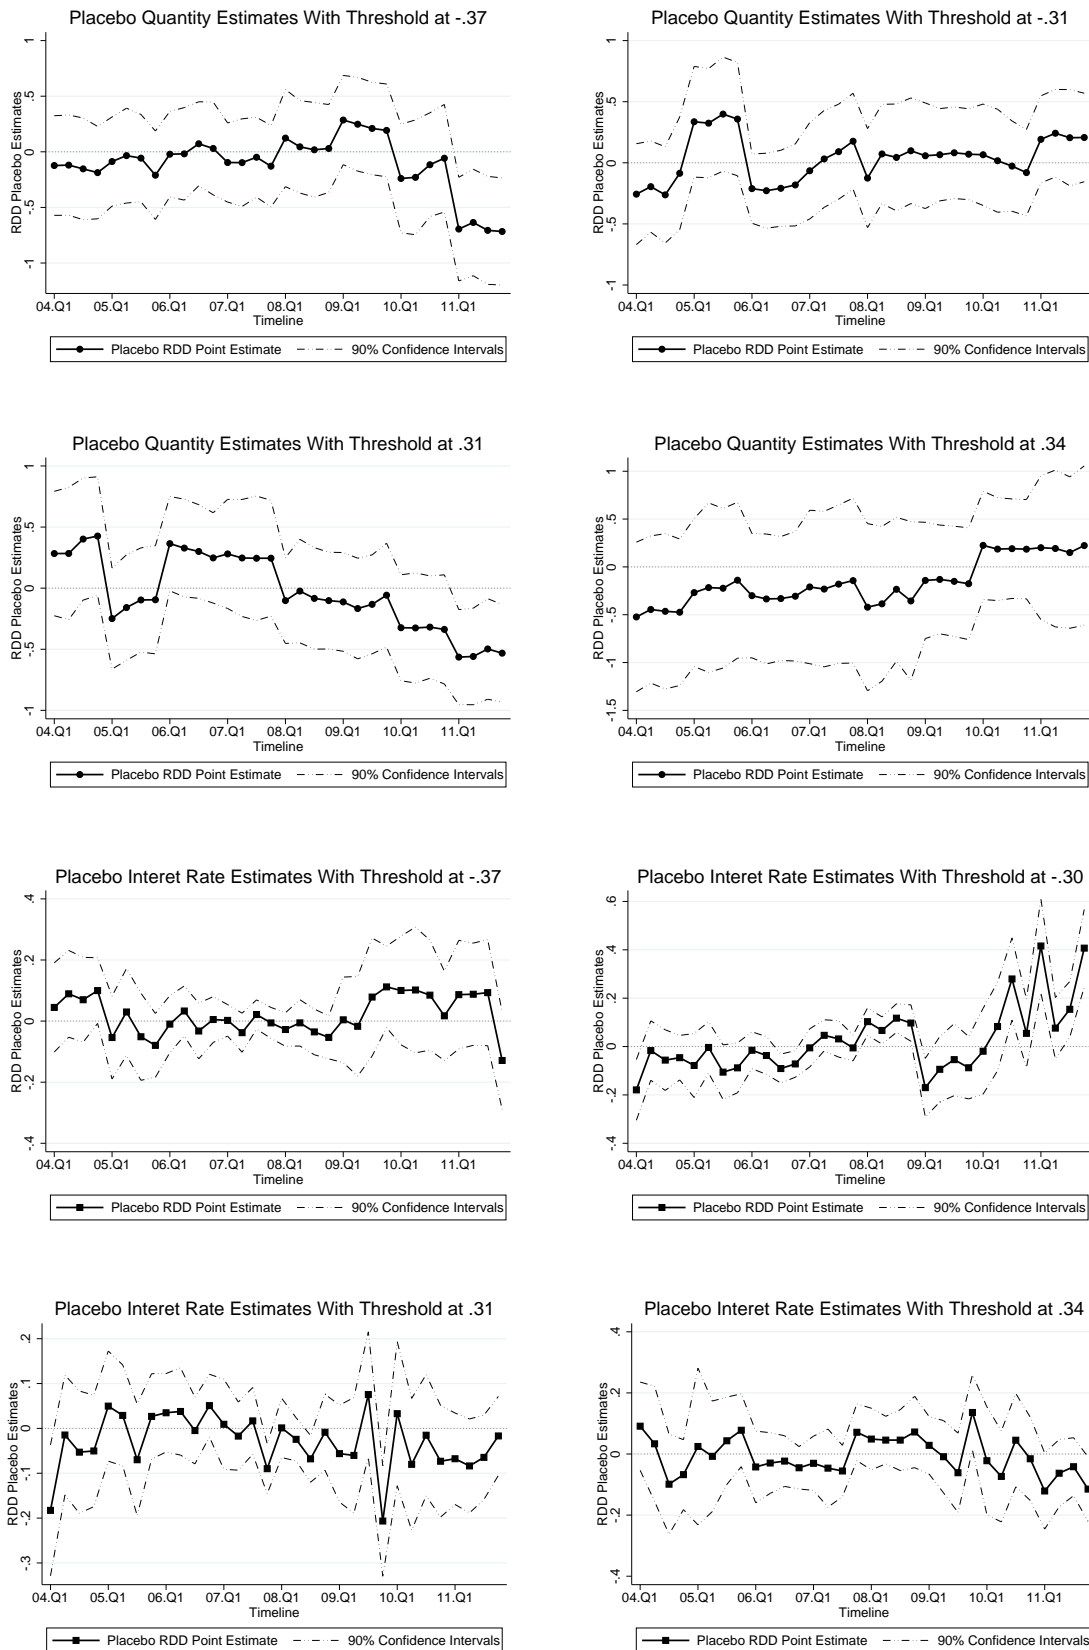 Placebo Quantity Estimates With Threshold at -.37
RDD Placebo Estimates
1
.5
0
-.5
-1
04.Q1 05.Q1 06.Q1 07.Q1 08.Q1 09.Q1 10.Q1 11.Q1
Timeline
Placebo RDD Point Estimate 90% Confidence Intervals
Placebo Quantity Estimates With Threshold at -.31
RDD Placebo Estimates
1
.5
0
-.5
-1
04.Q1 05.Q1 06.Q1 07.Q1 08.Q1 09.Q1 10.Q1 11.Q1
Timeline
Placebo RDD Point Estimate 90% Confidence Intervals
Placebo Quantity Estimates With Threshold at .31
RDD Placebo Estimates
1
.5
0
-.5
-1
04.Q1 05.Q1 06.Q1 07.Q1 08.Q1 09.Q1 10.Q1 11.Q1
Timeline
Placebo RDD Point Estimate 90% Confidence Intervals
Placebo Quantity Estimates With Threshold at .34
RDD Placebo Estimates
1
.5
0
-.5
-1
-1.5
04.Q1 05.Q1 06.Q1 07.Q1 08.Q1 09.Q1 10.Q1 11.Q1
Timeline
Placebo RDD Point Estimate 90% Confidence Intervals
Placebo Interet Rate Estimates With Threshold at -.37
RDD Placebo Estimates
.4
.2
0
-.2
-.4
04.Q1 05.Q1 06.Q1 07.Q1 08.Q1 09.Q1 10.Q1 11.Q1
Timeline
Placebo RDD Point Estimate 90% Confidence Intervals
Placebo Interet Rate Estimates With Threshold at -.30
RDD Placebo Estimates
.6
.4
.2
0
-.2
-.4
04.Q1 05.Q1 06.Q1 07.Q1 08.Q1 09.Q1 10.Q1 11.Q1
Timeline
Placebo RDD Point Estimate 90% Confidence Intervals
Placebo Interet Rate Estimates With Threshold at .31
RDD Placebo Estimates
.2
.1
0
-.1
-.2
-.3
04.Q1 05.Q1 06.Q1 07.Q1 08.Q1 09.Q1 10.Q1 11.Q1
Timeline
Placebo RDD Point Estimate 90% Confidence Intervals
Placebo Interet Rate Estimates With Threshold at .34
RDD Placebo Estimates
.4
.2
0
-.2
-.4
04.Q1 05.Q1 06.Q1 07.Q1 08.Q1 09.Q1 10.Q1 11.Q1
Timeline
Placebo RDD Point Estimate 90% Confidence Intervals